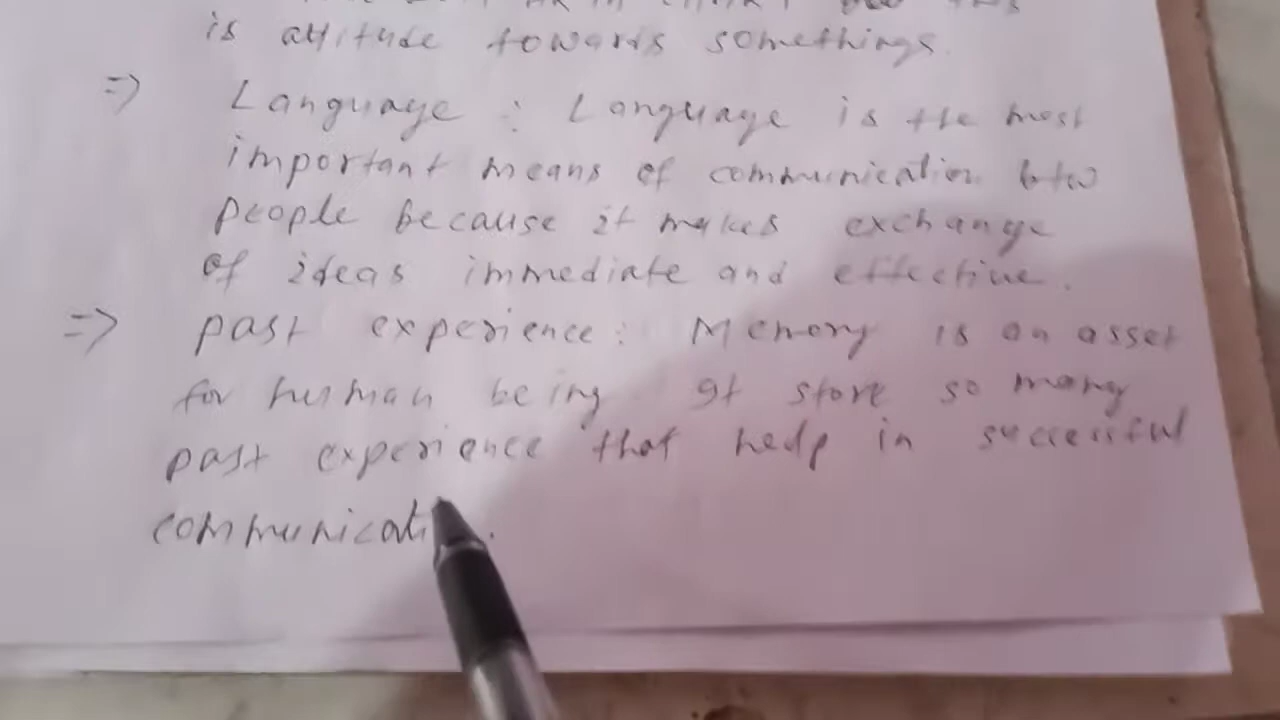 is attitude towards somethings.
=> Language : Language is the most
important means of communication btw
people because it makes exchange
of ideas immediate and effective.
=> past experience : Memory is an asset
for human being. It store so many
past experience that help in successful
communicati